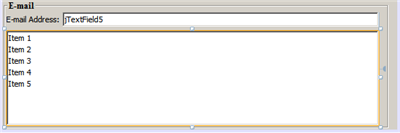 E-mail
E-mail Address: jTextField5
Item 1
Item 2
Item 3
Item 4
Item 5